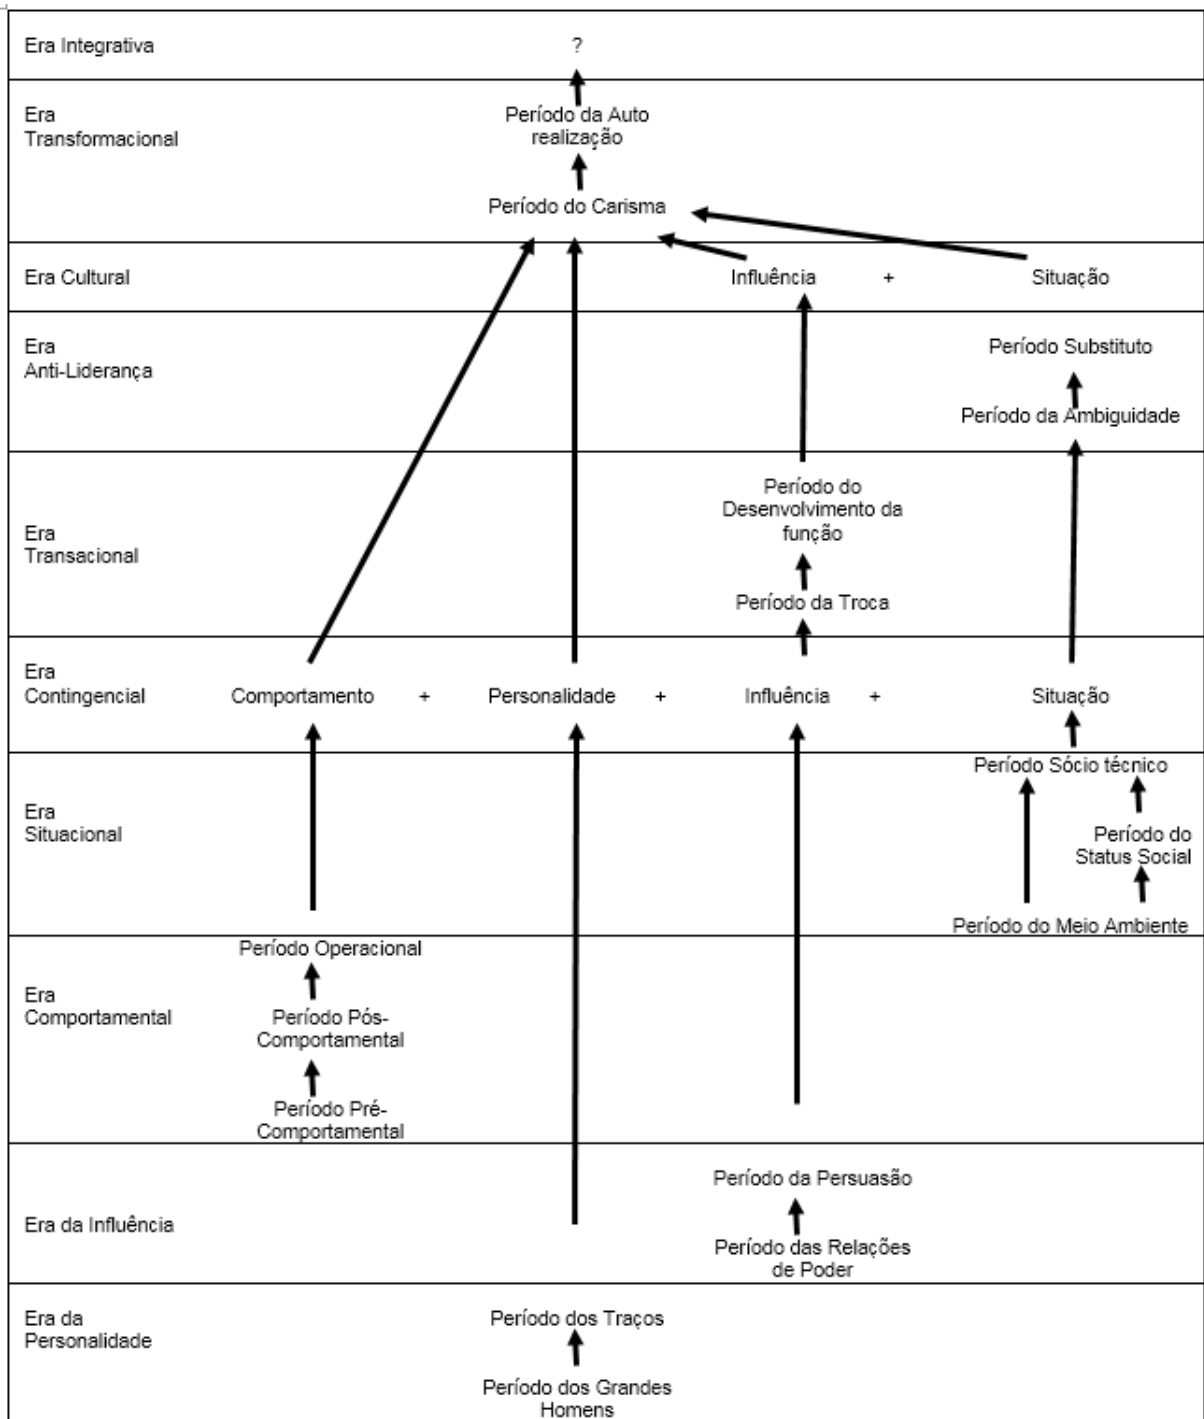 Era Integrativa
?
Era
Transformacional
Período da Auto
realização
Período do Carisma
Era Cultural
Influência + Situação
Era
Anti-Liderança
Período Substituto
Período da Ambiguidade
Era
Transacional
Período do
Desenvolvimento da
função
Período da Troca
Era
Contingencial
Comportamento + Personalidade + Influência + Situação
Era
Situacional
Período Sócio técnico
Período do
Status Social
Período do Meio Ambiente
Era
Comportamental
Período Operacional
Período Pós-
Comportamental
Período Pré-
Comportamental
Era da Influência
Período da Persuasão
Período das Relações
de Poder
Era da
Personalidade
Período dos Traços
Período dos Grandes
Homens